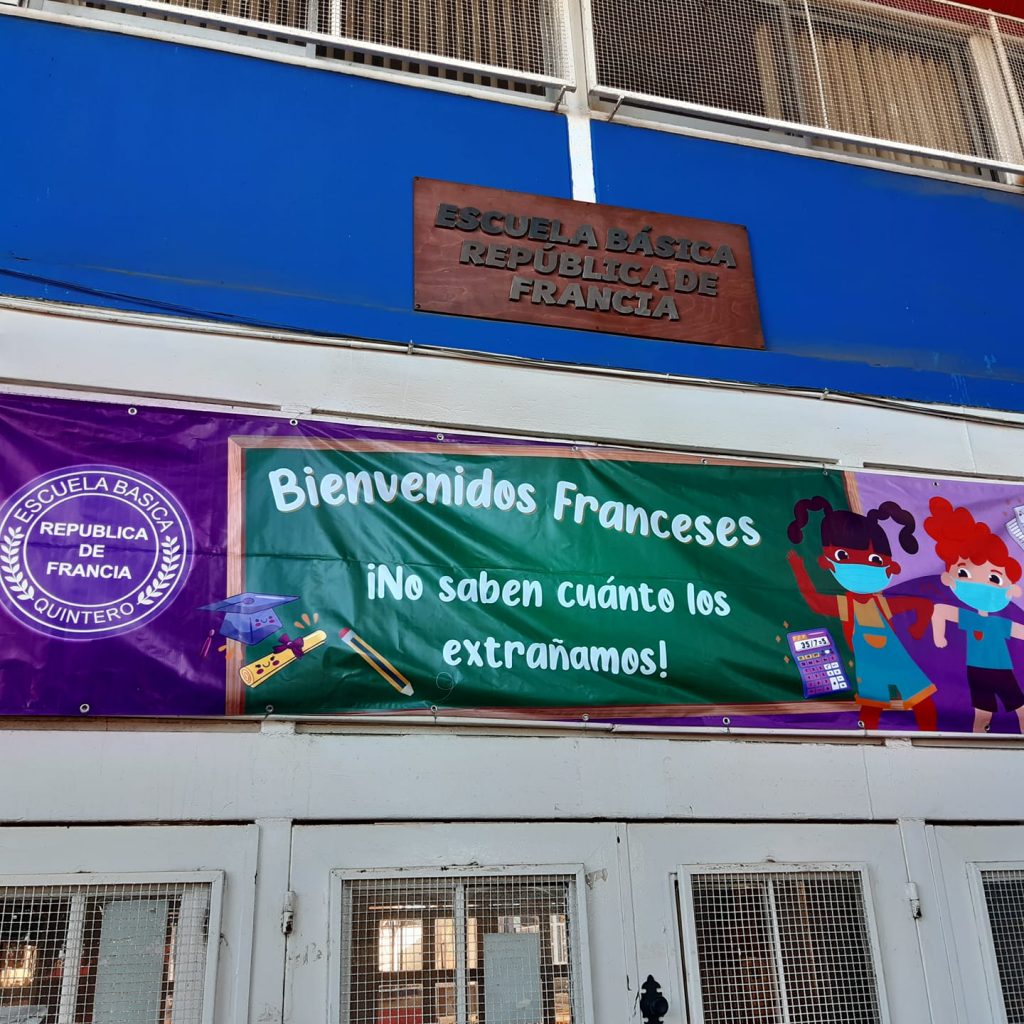 ESCUELA BÁSICA
REPÚBLICA DE
FRANCIA
ESCUELA BASICA
REPUBLICA
DE
FRANCIA
QUINTERO
Bienvenidos Franceses
¡No saben cuánto los
extrañamos!